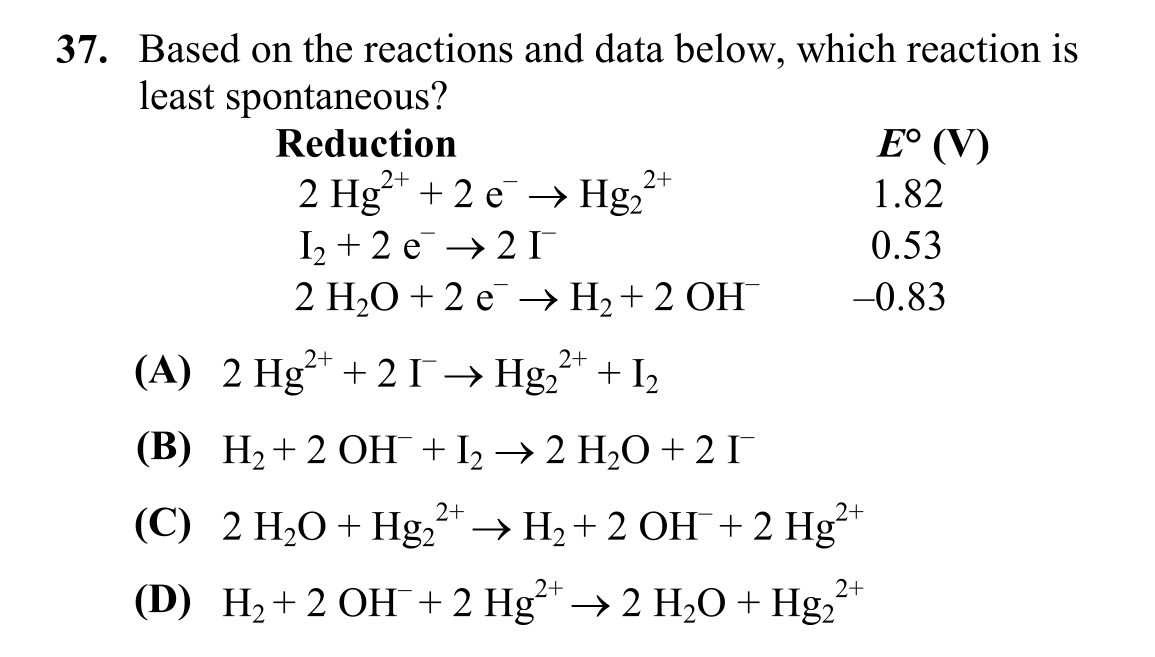 37. Based on the reactions and data below, which reaction is
least spontaneous?
Reduction E° (V)
2 Hg²⁺ + 2 e⁻ → Hg₂²⁺ 1.82
I₂ + 2 e⁻ → 2 I⁻ 0.53
2 H₂O + 2 e⁻ → H₂ + 2 OH⁻ –0.83
(A) 2 Hg²⁺ + 2 I⁻ → Hg₂²⁺ + I₂
(B) H₂ + 2 OH⁻ + I₂ → 2 H₂O + 2 I⁻
(C) 2 H₂O + Hg₂²⁺ → H₂ + 2 OH⁻ + 2 Hg²⁺
(D) H₂ + 2 OH⁻ + 2 Hg²⁺ → 2 H₂O + Hg₂²⁺